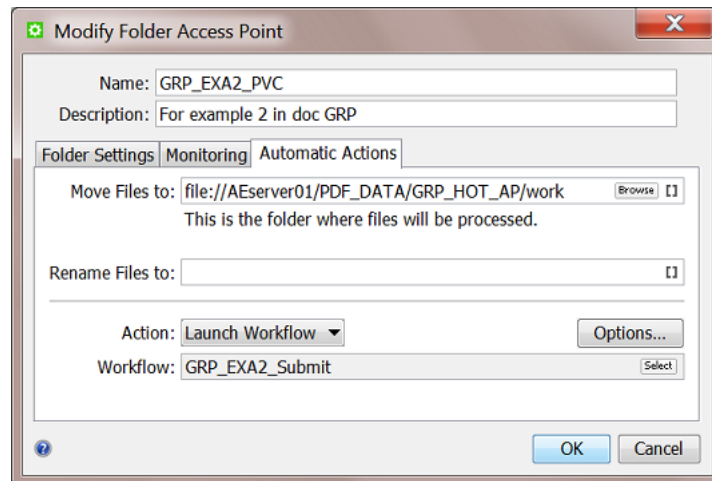 Modify Folder Access Point
Name: GRP_EXA2_PVC
Description: For example 2 in doc GRP
Folder Settings Monitoring Automatic Actions
Move Files to: file://AEserver01/PDF_DATA/GRP_HOT_AP/work Browse []
This is the folder where files will be processed.
Rename Files to: []
Action: Launch Workflow Options...
Workflow: GRP_EXA2_Submit Select
? OK Cancel